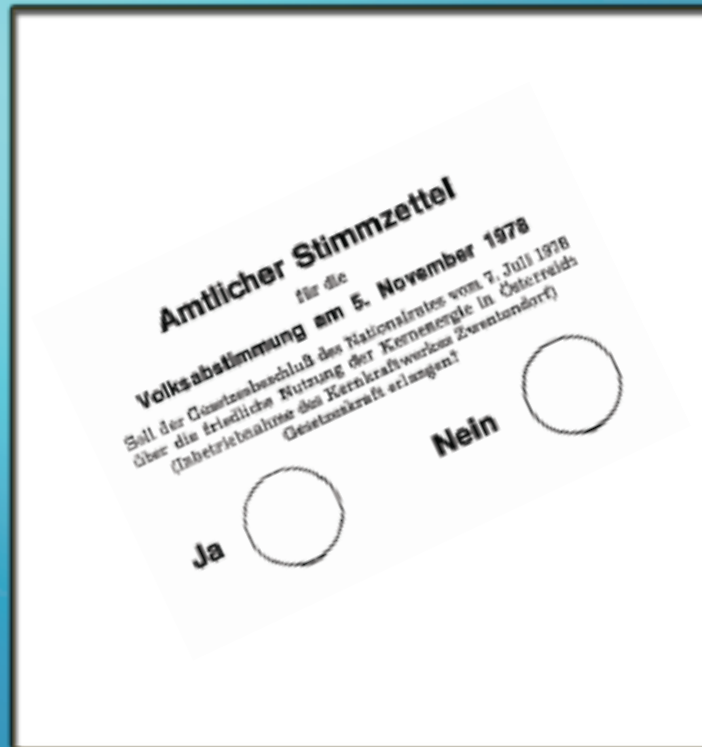 Amtlicher Stimmzettel
für die
Volksabstimmung am 5. November 1978
Soll der Gesetzesbeschluß des Nationalrates vom 7. Juli 1978
über die friedliche Nutzung der Kernenergie in Österreich
(Inbetriebnahme des Kernkraftwerkes Zwentendorf)
Gesetzeskraft erlangen?
Ja
Nein